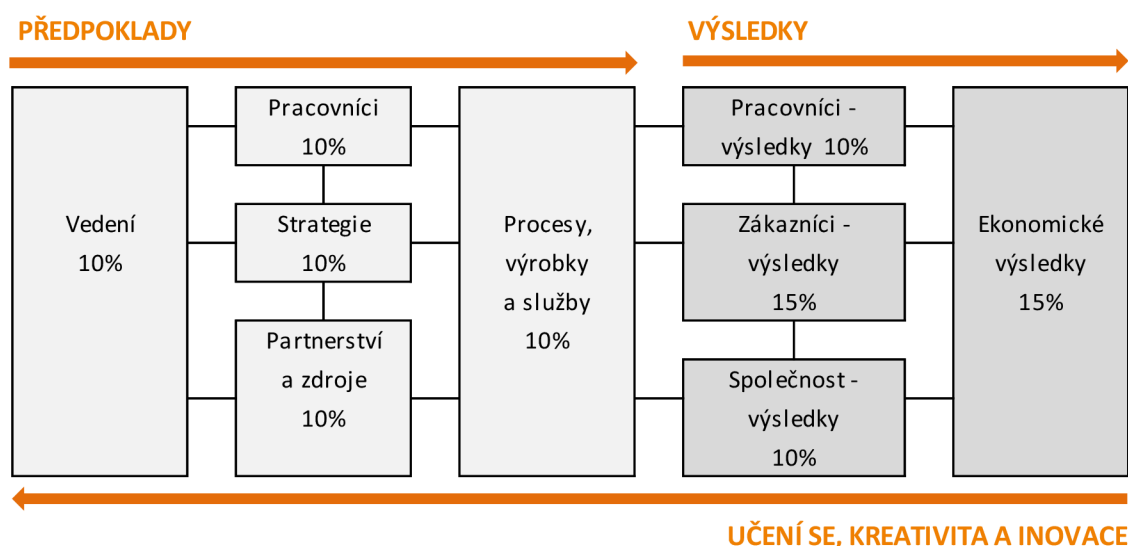 PŘEDPOKLADY
VÝSLEDKY
Vedení
10%
Pracovníci
10%
Strategie
10%
Partnerství
a zdroje
10%
Procesy,
výrobky
a služby
10%
Pracovníci -
výsledky 10%
Zákazníci -
výsledky
15%
Společnost -
výsledky
10%
Ekonomické
výsledky
15%
UČENÍ SE, KREATIVITA A INOVACE